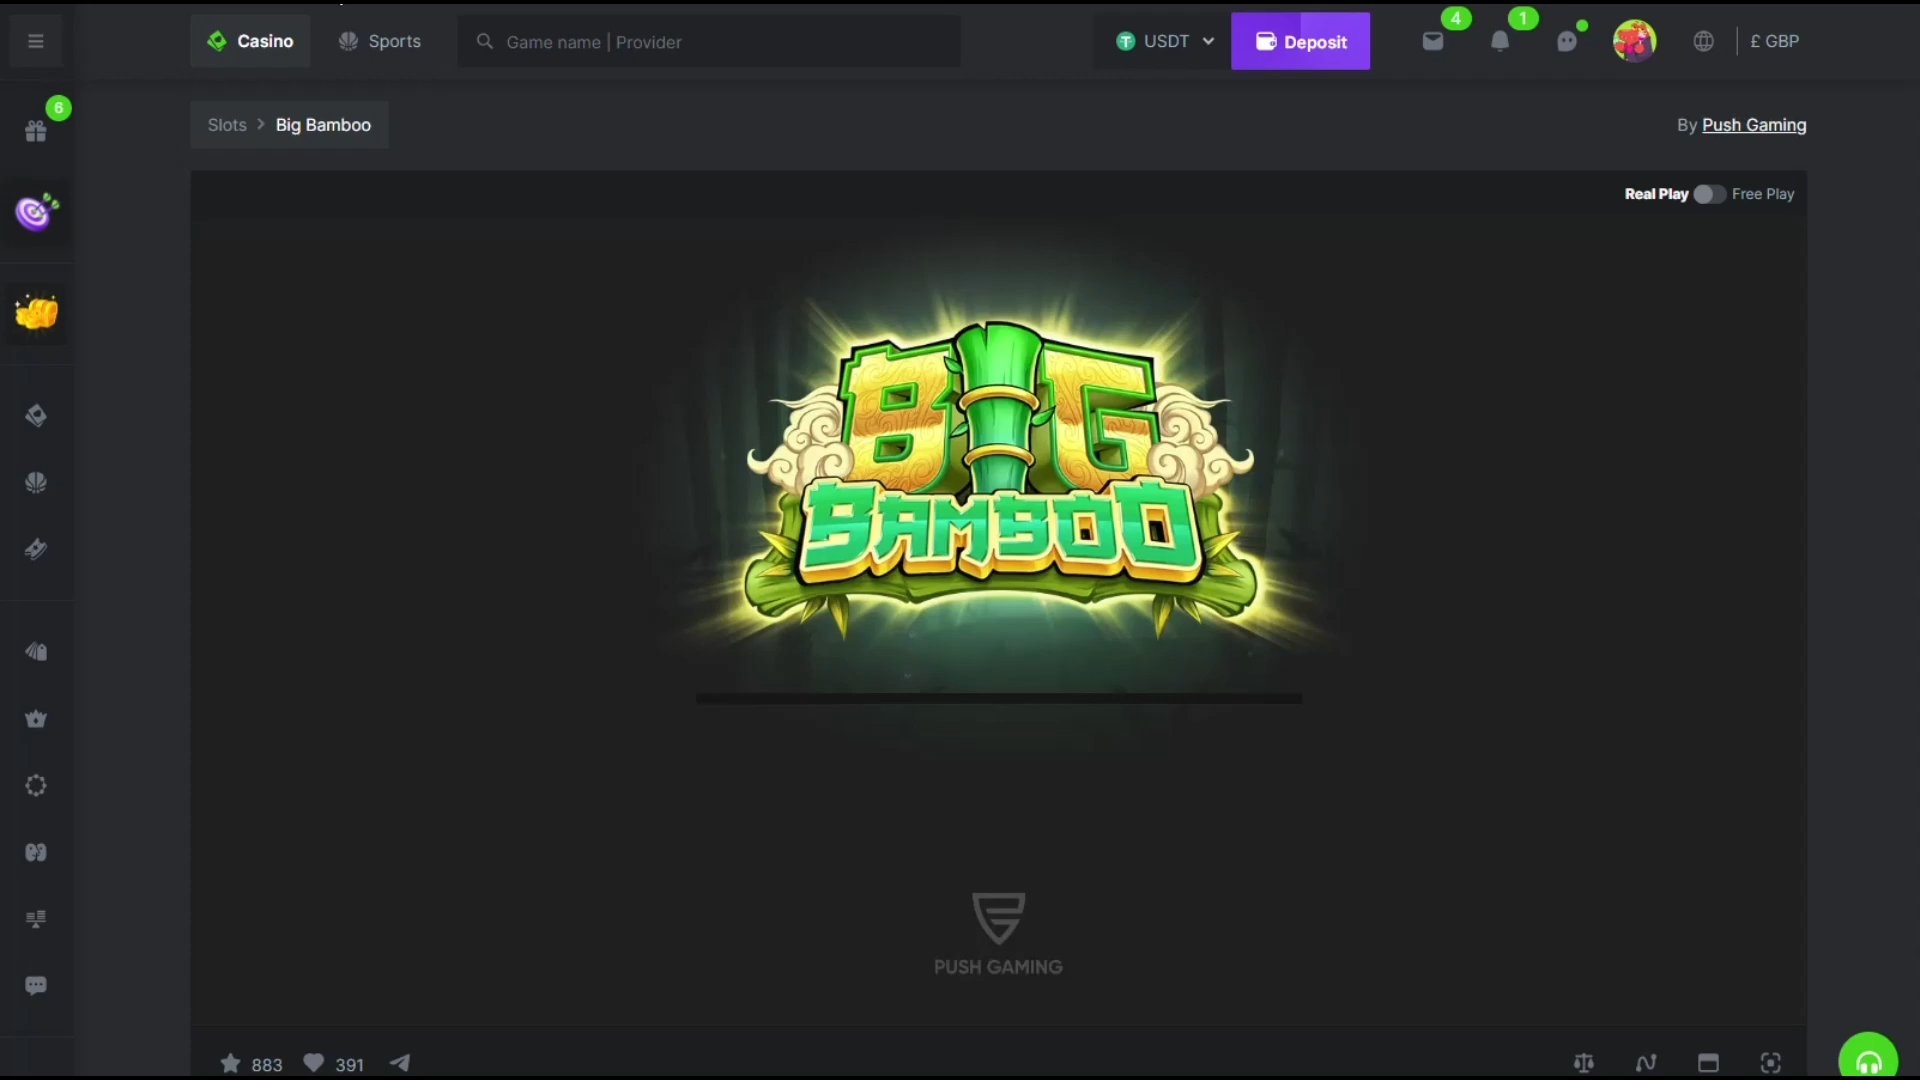 Casino
Sports
Game name | Provider
USDT
Deposit
4
1
£ GBP
6
Slots > Big Bamboo
By Push Gaming
Real Play
Free Play
BIG
BAMBOO
PUSH GAMING
883
391